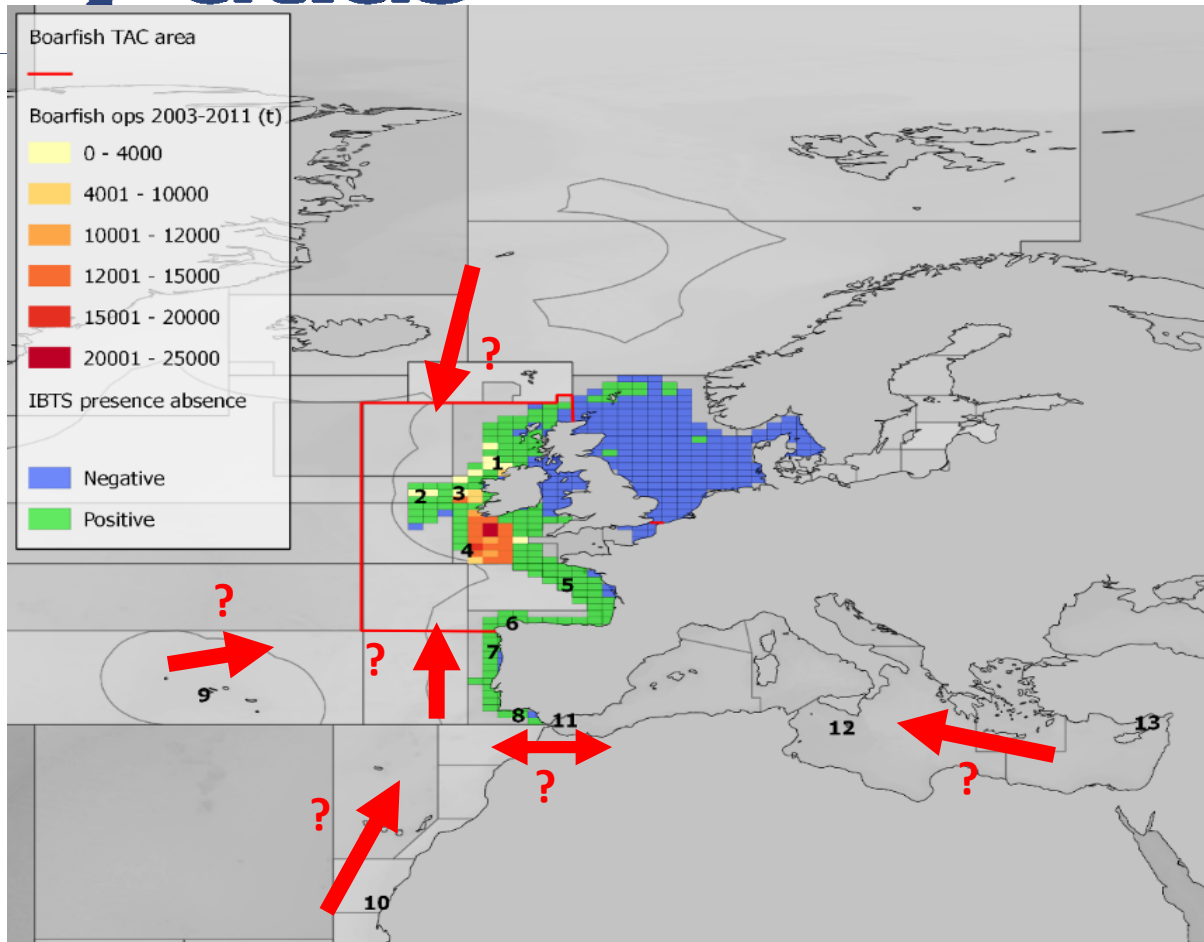 Boarfish TAC area
Boarfish ops 2003-2011 (t)
0 - 4000
4001 - 10000
10001 - 12000
12001 - 15000
15001 - 20000
20001 - 25000
IBTS presence absence
Negative
Positive
?
1
2
3
4
5
?
6
?
7
9
8
11
12
13
?
?
?
10